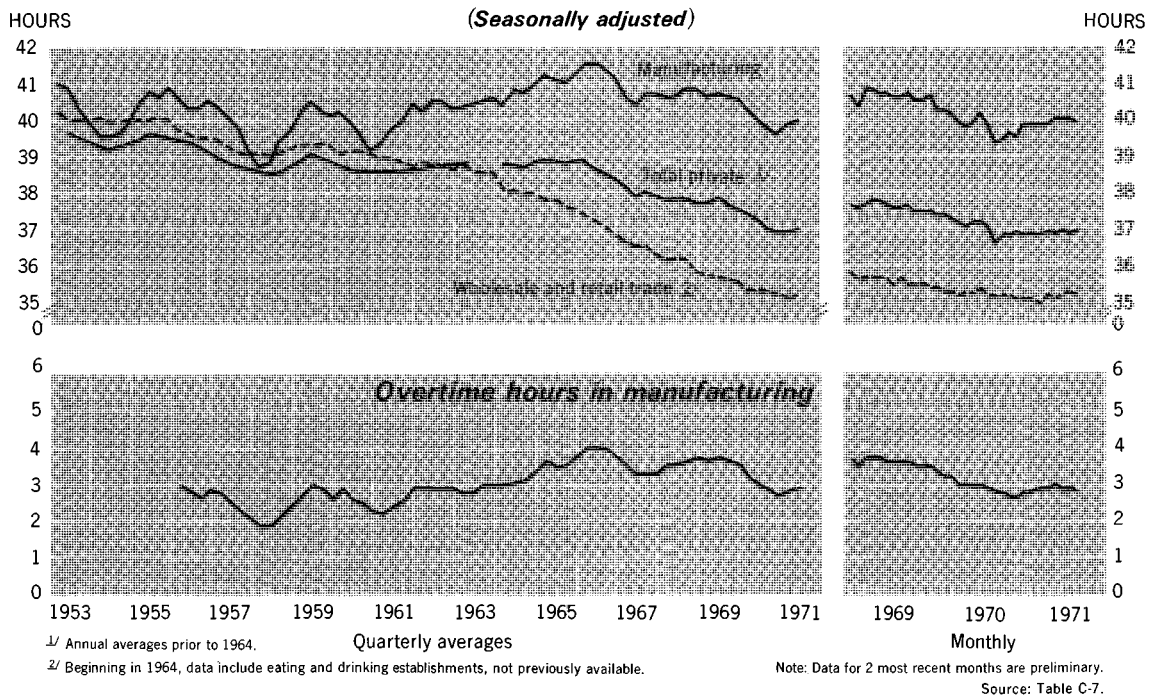 (Seasonally adjusted)
HOURS HOURS
42 42
41 41
40 40
39 39
38 38
37 37
36 36
35 35
0 0
Manufacturing
Total private 1/
Wholesale and retail trade 2/
Overtime hours in manufacturing
6 6
5 5
4 4
3 3
2 2
1 1
0 0
1953 1955 1957 1959 1961 1963 1965 1967 1969 1971 1969 1970 1971
Quarterly averages Monthly
1/ Annual averages prior to 1964.
2/ Beginning in 1964, data include eating and drinking establishments, not previously available.
Note: Data for 2 most recent months are preliminary.
Source: Table C-7.